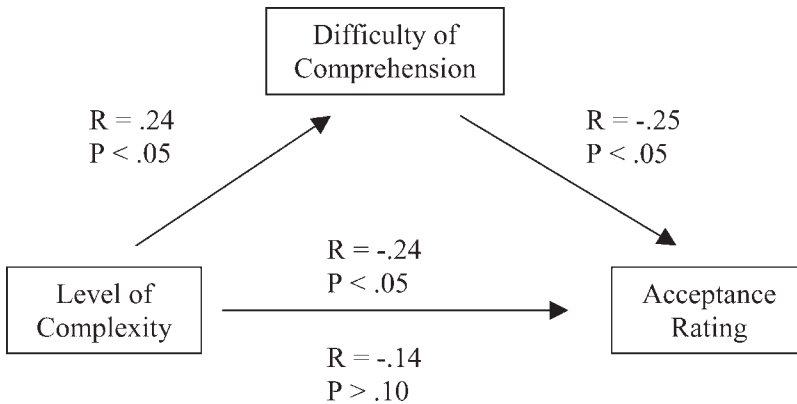 Difficulty of
Comprehension
R = .24
P < .05
R = -.25
P < .05
R = -.24
P < .05
Level of
Complexity
Acceptance
Rating
R = -.14
P > .10